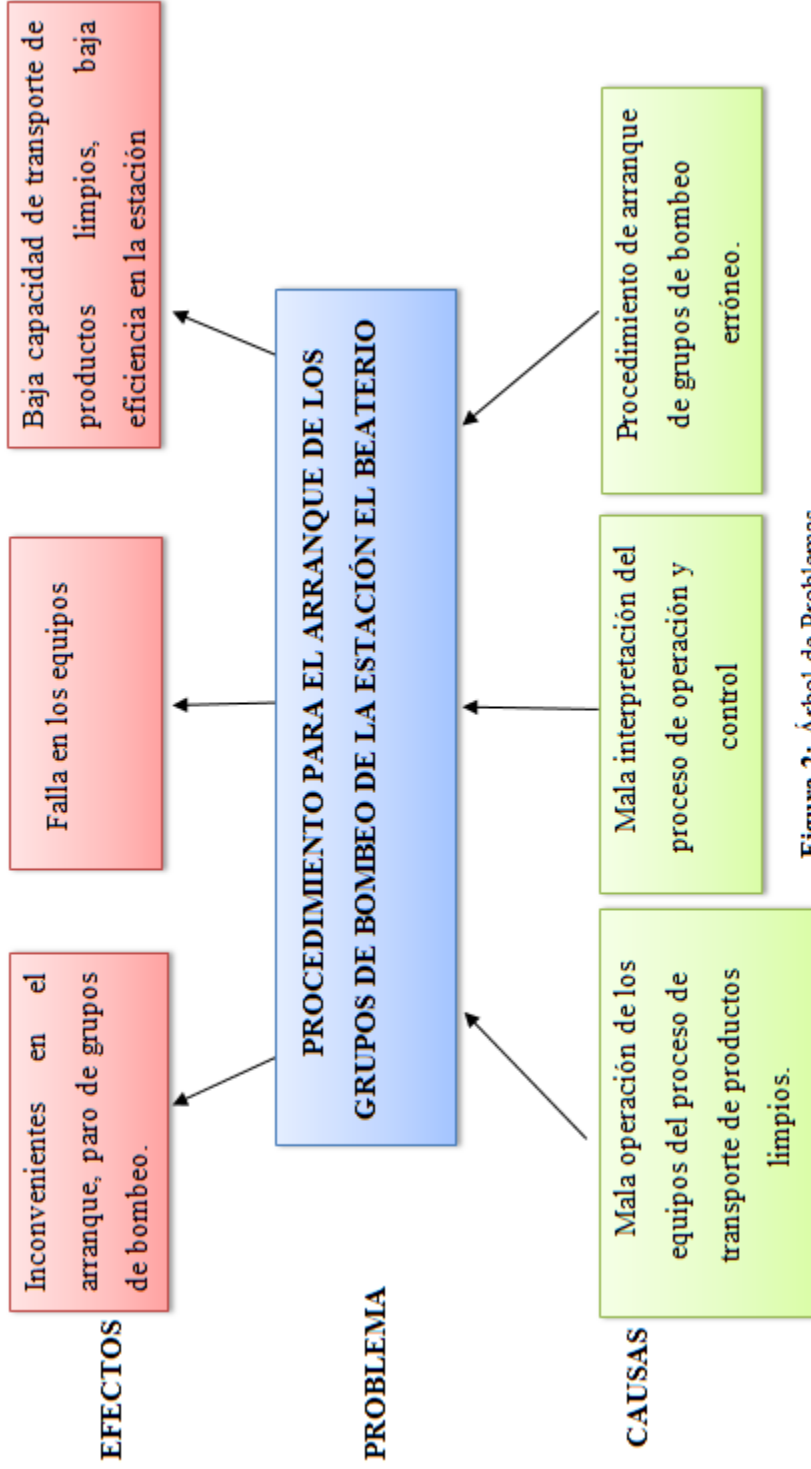 EFECTOS
Inconvenientes en el
arranque, paro de grupos
de bombeo.
Falla en los equipos
Baja capacidad de transporte de
productos limpios, baja
eficiencia en la estación
PROBLEMA
PROCEDIMIENTO PARA EL ARRANQUE DE LOS
GRUPOS DE BOMBEO DE LA ESTACIÓN EL BEATERIO
CAUSAS
Mala operación de los
equipos del proceso de
transporte de productos
limpios.
Mala interpretación del
proceso de operación y
control
Procedimiento de arranque
de grupos de bombeo
erróneo.
Figura 2: Árbol de Problemas